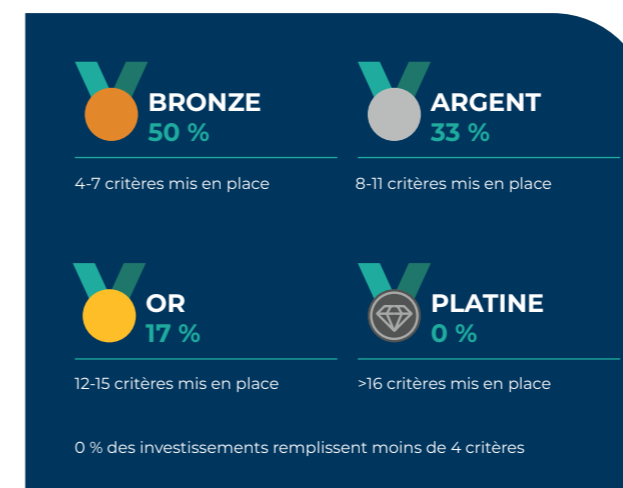 BRONZE
50 %
4-7 critères mis en place
ARGENT
33 %
8-11 critères mis en place
OR
17 %
12-15 critères mis en place
PLATINE
0 %
>16 critères mis en place
0 % des investissements remplissent moins de 4 critères